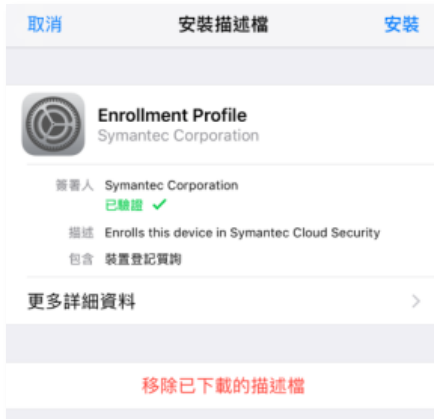 取消 安裝描述檔 安裝
Enrollment Profile
Symantec Corporation
簽署人 Symantec Corporation
已驗證 ✓
描述 Enrolls this device in Symantec Cloud Security
包含 裝置登記質詢
更多詳細資料
移除已下載的描述檔